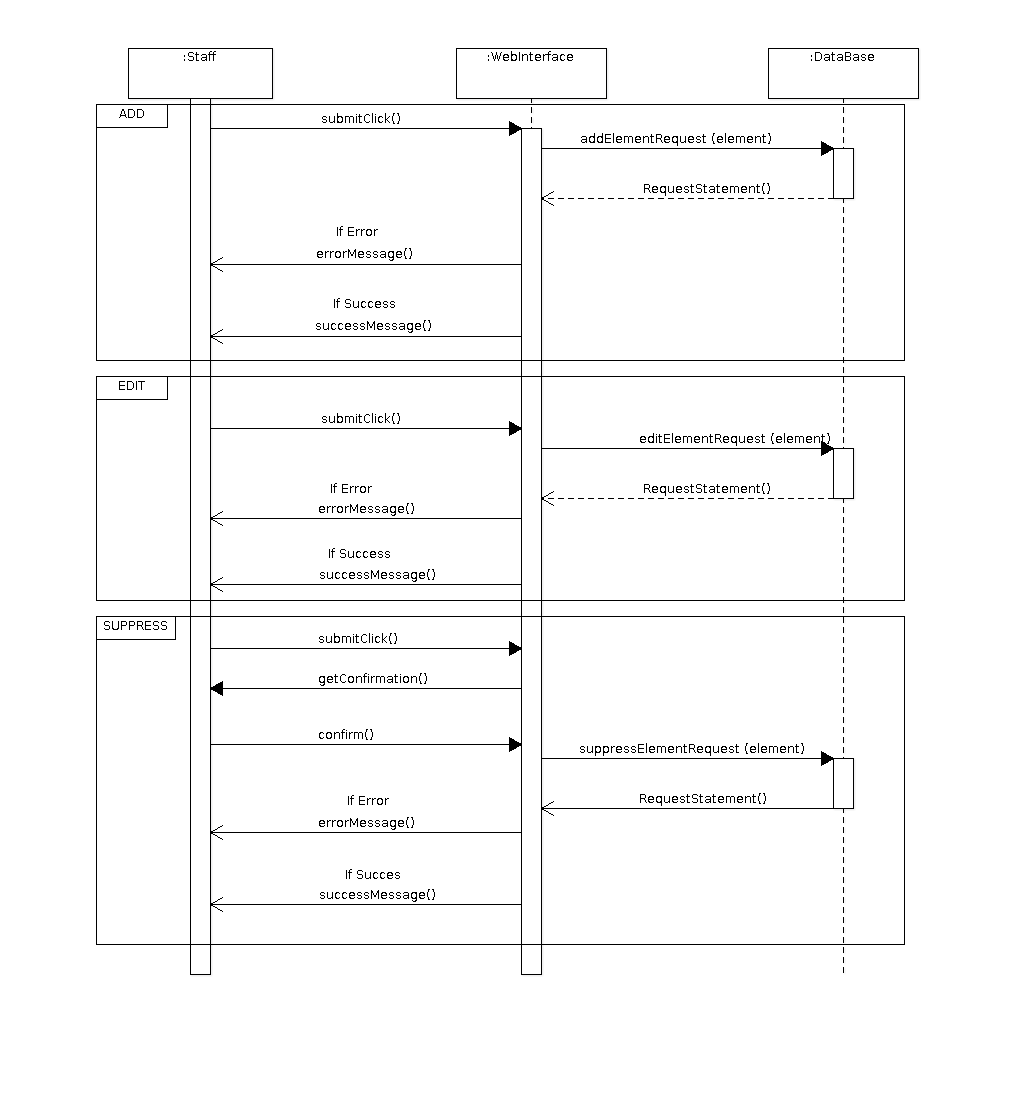 :Staff
:WebInterface
:DataBase
ADD
submitClick()
addElementRequest (element)
RequestStatement()
If Error
errorMessage()
If Success
successMessage()
EDIT
submitClick()
editElementRequest (element)
RequestStatement()
If Error
errorMessage()
If Success
successMessage()
SUPPRESS
submitClick()
getConfirmation()
confirm()
suppressElementRequest (element)
RequestStatement()
If Error
errorMessage()
If Succes
successMessage()